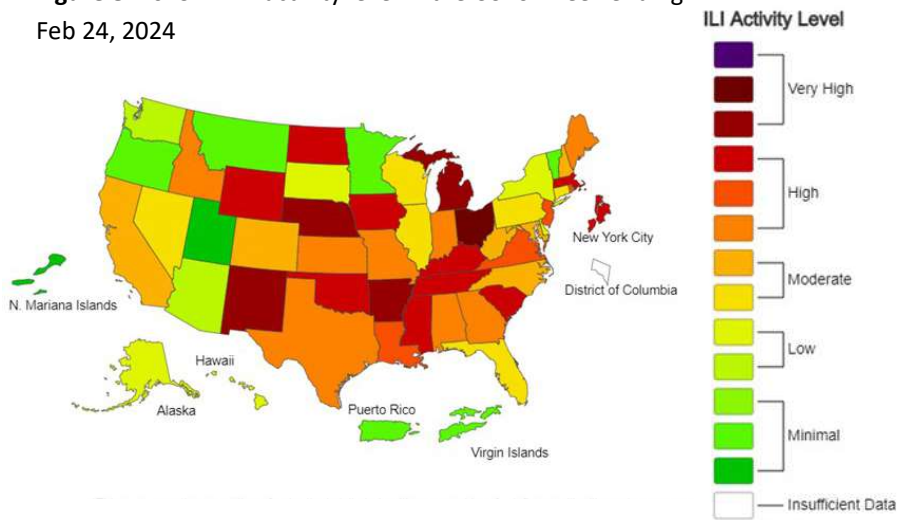 Feb 24, 2024
ILI Activity Level
Very High
High
New York City
District of Columbia
Moderate
N. Mariana Islands
Low
Hawaii
Alaska
Puerto Rico
Minimal
Virgin Islands
Insufficient Data